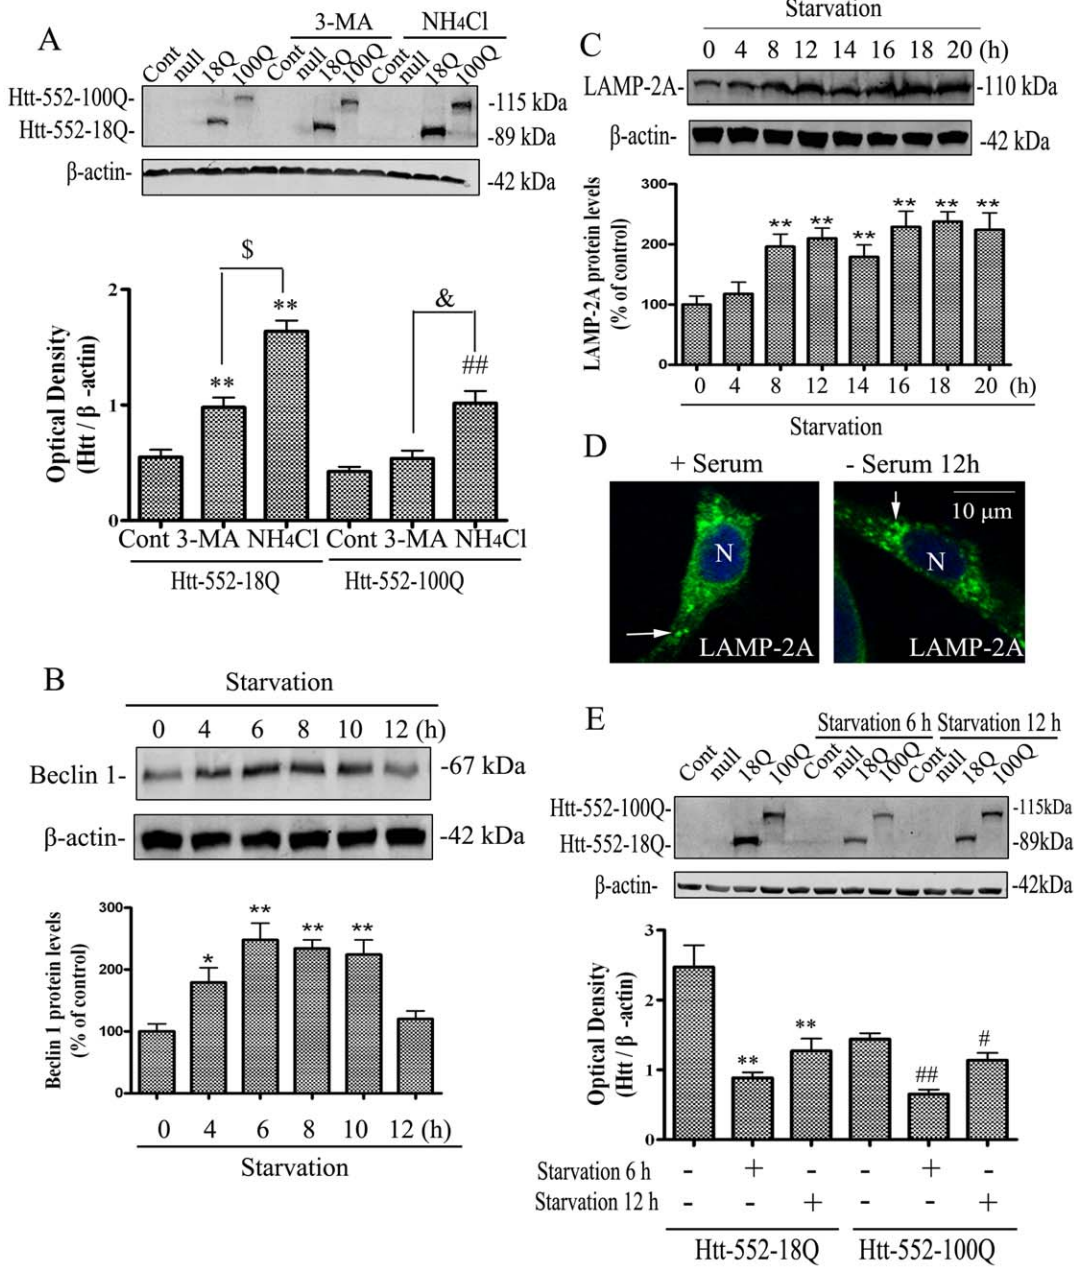 A
3-MA NH4Cl
Cont null 18Q 100Q Cont null 18Q 100Q Cont null 18Q 100Q
Htt-552-100Q- -115 kDa
Htt-552-18Q- -89 kDa
β-actin- -42 kDa
Optical Density
(Htt / β -actin)
2
1
0
$
&
** ** ##
Cont 3-MA NH4Cl Cont 3-MA NH4Cl
Htt-552-18Q Htt-552-100Q
B
Starvation
0 4 6 8 10 12 (h)
Beclin 1- -67 kDa
β-actin- -42 kDa
Beclin 1 protein levels
(% of control)
300
200
100
0
* ** ** **
0 4 6 8 10 12 (h)
Starvation
C
Starvation
0 4 8 12 14 16 18 20 (h)
LAMP-2A- -110 kDa
β-actin- -42 kDa
LAMP-2A protein levels
(% of control)
300
200
100
0
** ** ** ** ** **
0 4 8 12 14 16 18 20 (h)
Starvation
D
+ Serum - Serum 12h
10 μm
N N
LAMP-2A LAMP-2A
E
Starvation 6 h Starvation 12 h
Cont null 18Q 100Q Cont null 18Q 100Q Cont null 18Q 100Q
Htt-552-100Q- -115kDa
Htt-552-18Q- -89kDa
β-actin- -42kDa
Optical Density
(Htt / β -actin)
3
2
1
0
** ** ## #
Starvation 6 h - + - - + -
Starvation 12 h - - + - - +
Htt-552-18Q Htt-552-100Q